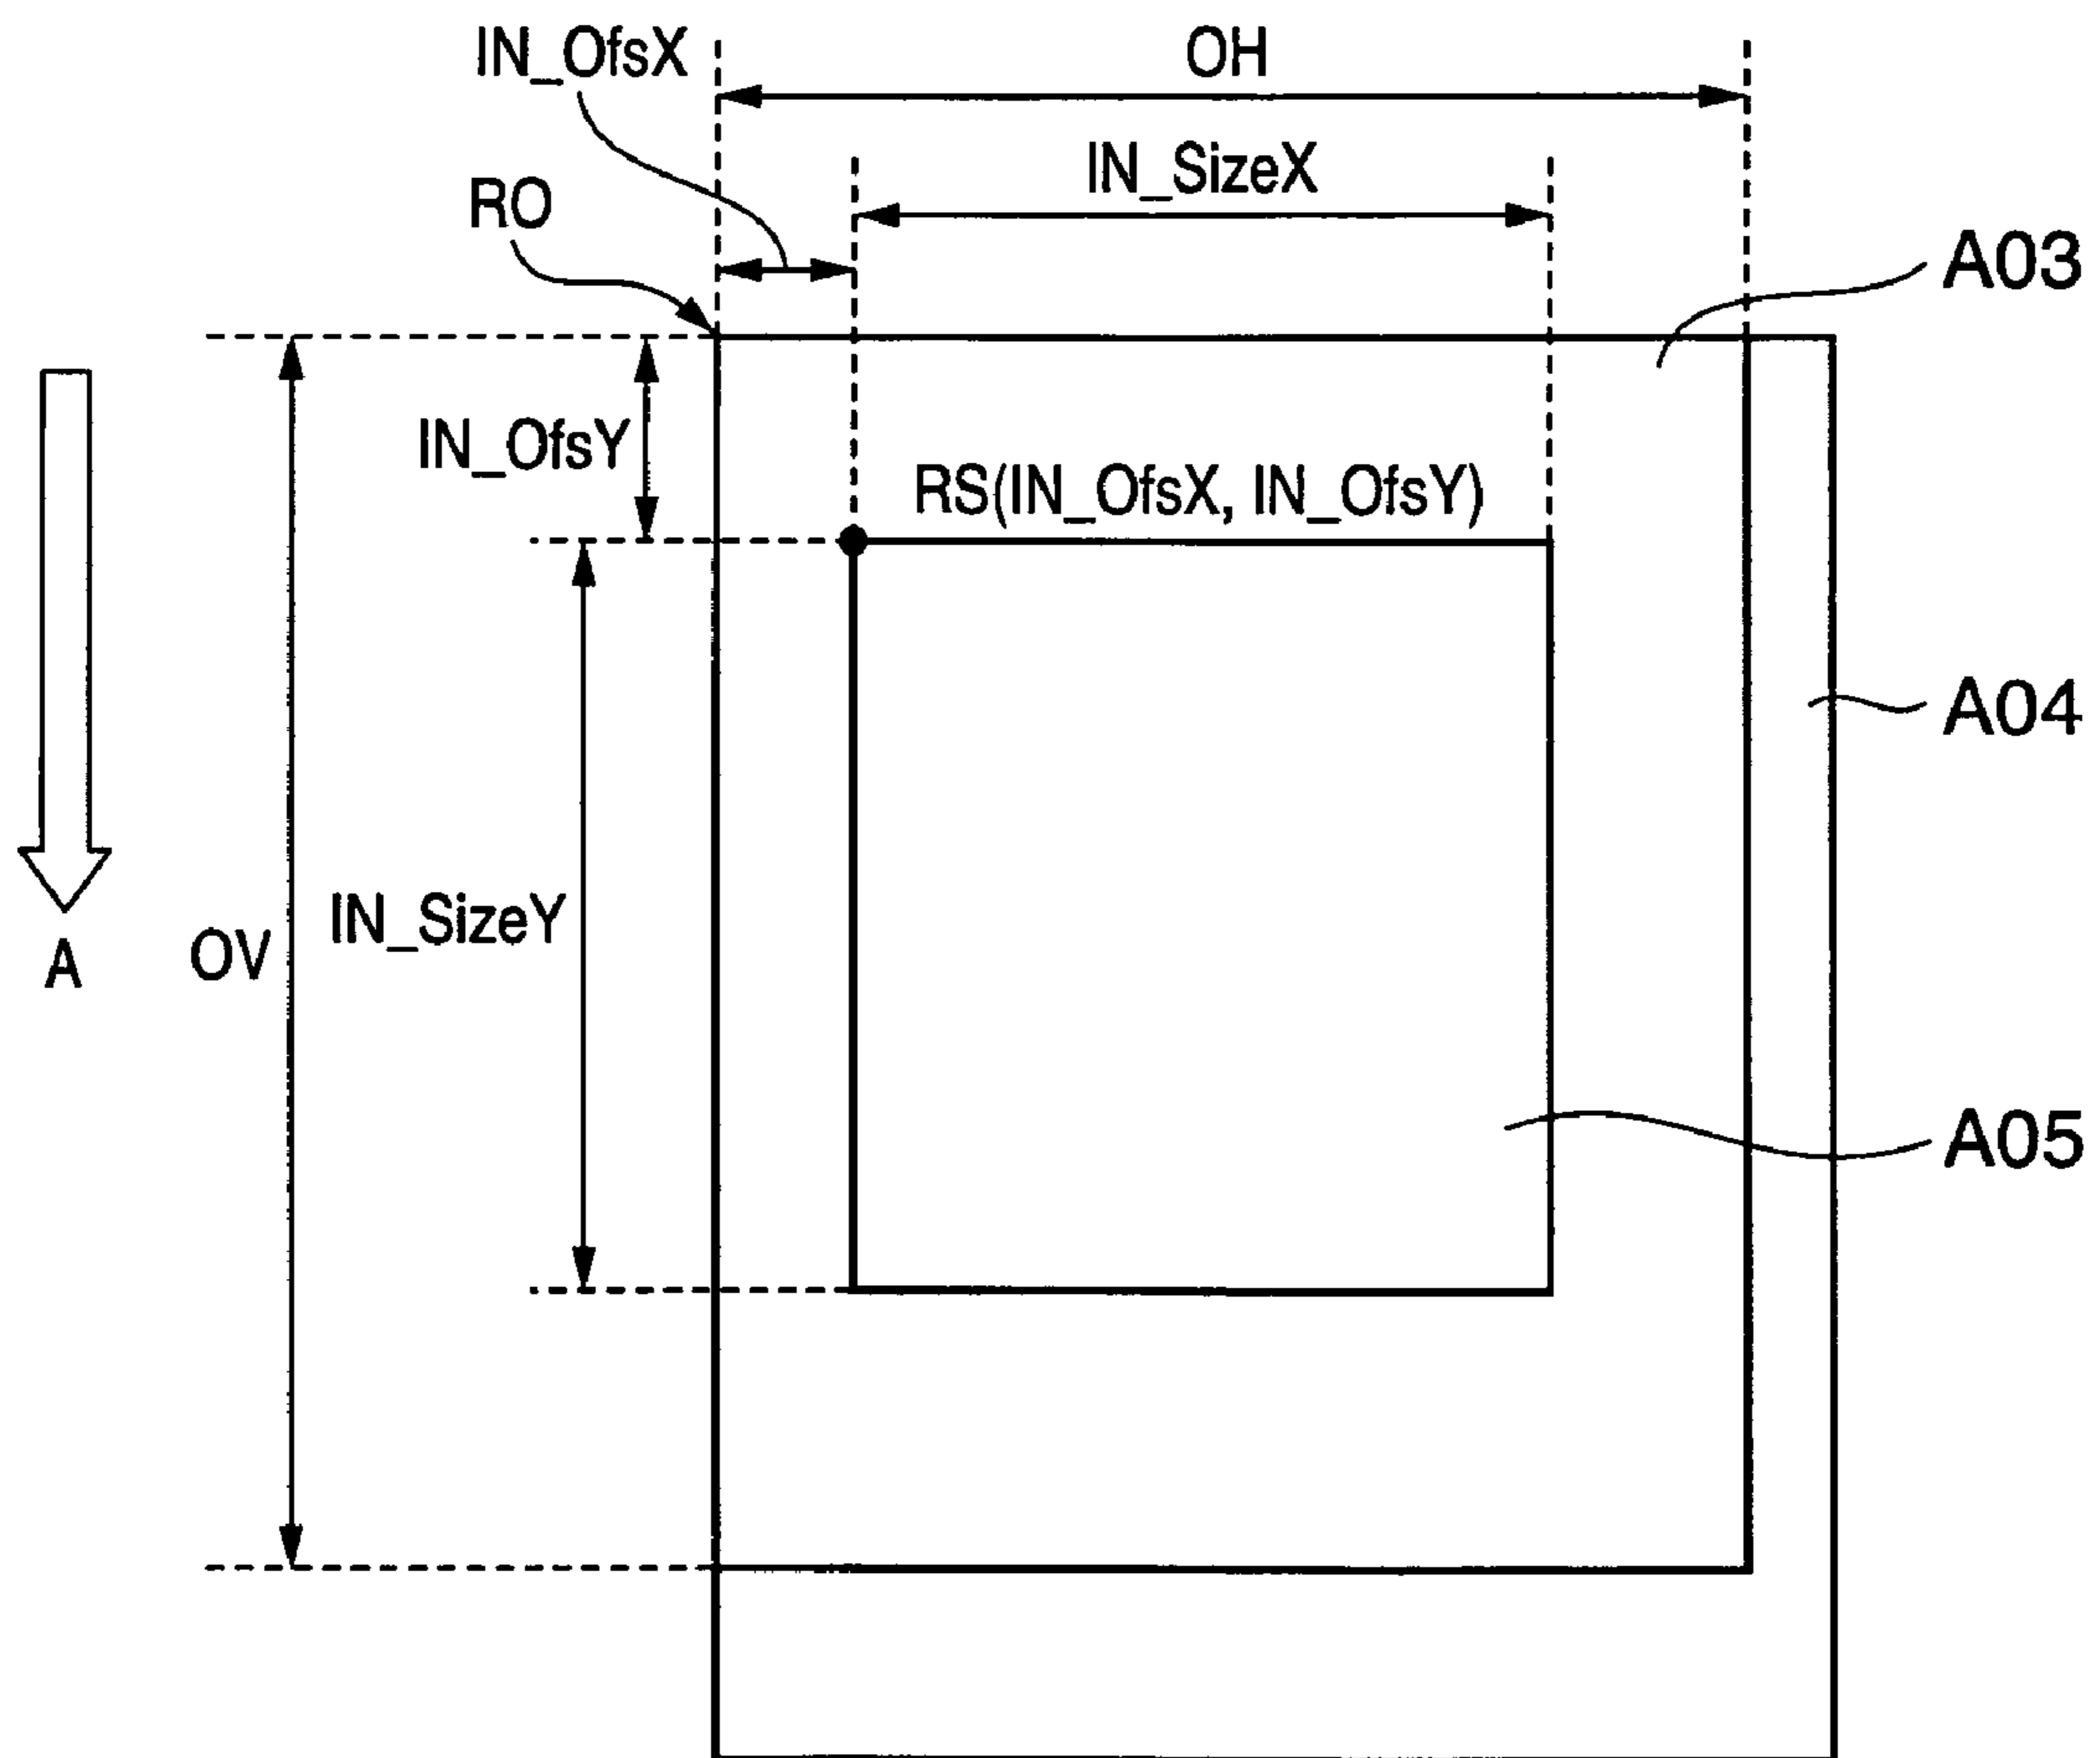 IN_OfsX
OH
IN_SizeX
RO
A03
IN_OfsY
RS(IN_OfsX, IN_OfsY)
A04
IN_SizeY
OV
A
A05